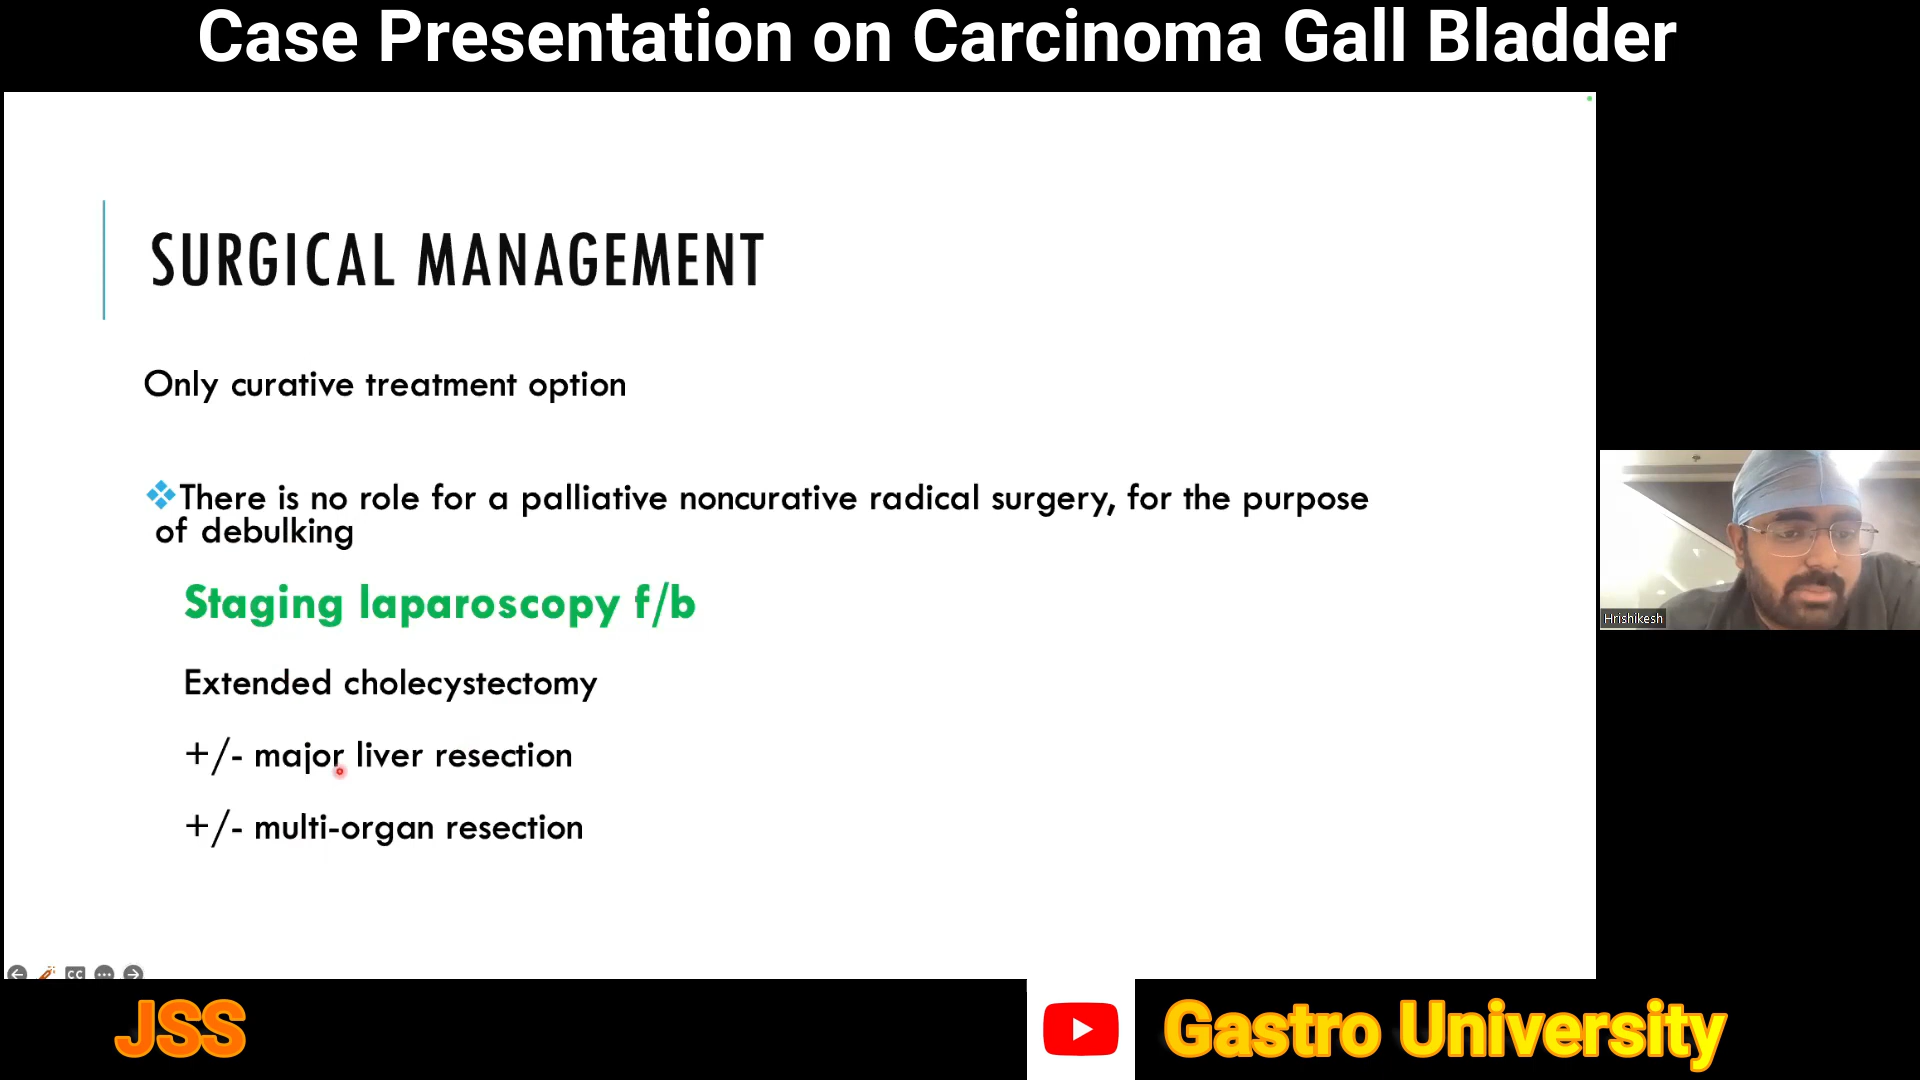 Case Presentation on Carcinoma Gall Bladder
SURGICAL MANAGEMENT
Only curative treatment option
There is no role for a palliative noncurative radical surgery, for the purpose
of debulking
Staging laparoscopy f/b
Extended cholecystectomy
+/- major liver resection
+/- multi-organ resection
Hrishikesh
CC
JSS
Gastro University